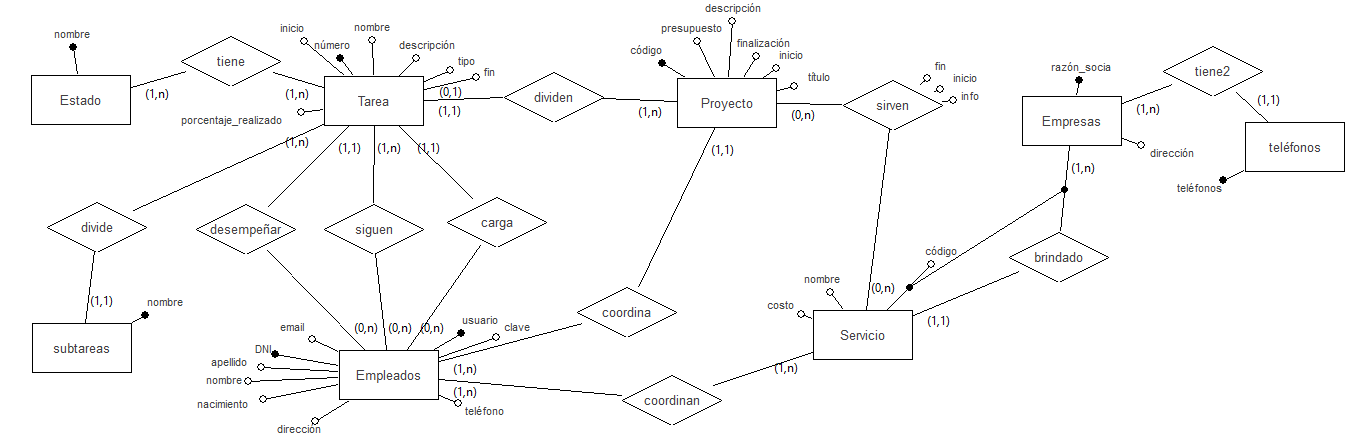 descripción
nombre
inicio
presupuesto
nombre
número
descripción
código
finalización
inicio
tiene
tipo
fin
título
fin
inicio
info
razón_socia
tiene2
Estado
(1,n)
(1,n)
Tarea
(0,1)
(1,1)
dividen
(1,n)
Proyecto
(0,n)
sirven
Empresas
(1,n)
(1,1)
porcentaje_realizado
(1,n)
(1,1)
(1,n)
(1,1)
(1,1)
dirección
teléfonos
(1,n)
teléfonos
divide
desempeñar
siguen
carga
código
brindado
nombre
(0,n)
(1,1)
nombre
costo
subtareas
email
(0,n)
(0,n)
(0,n)
usuario
clave
coordina
(1,1)
Servicio
DNI
apellido
nombre
nacimiento
Empleados
(1,n)
(1,n)
(1,n)
coordinan
dirección
teléfono